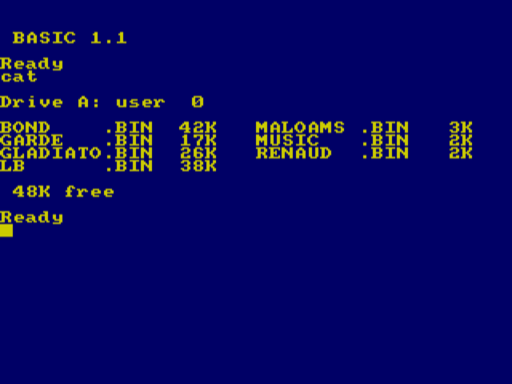 BASIC 1.1
Ready
cat
Drive A: user  0
BOND    .BIN  42K   MALOAMS .BIN   3K
GARDE   .BIN  17K   MUSIC   .BIN   2K
GLADIATO.BIN  26K   RENAUD  .BIN   2K
LB      .BIN  38K
48K free
Ready